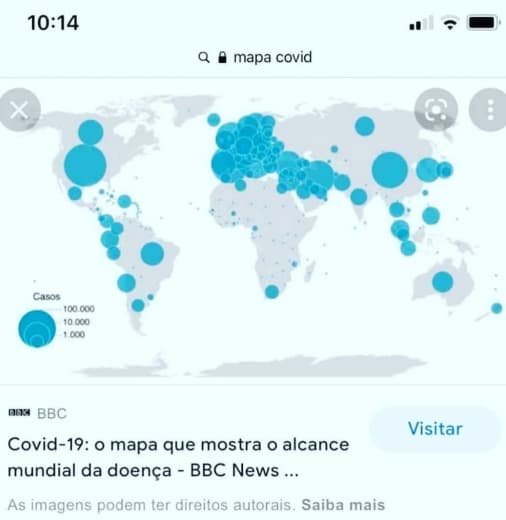 10:14
mapa covid
Casos
100.000
10.000
1.000
BBC BBC
Covid-19: o mapa que mostra o alcance
mundial da doença - BBC News ...
Visitar
As imagens podem ter direitos autorais. Saiba mais